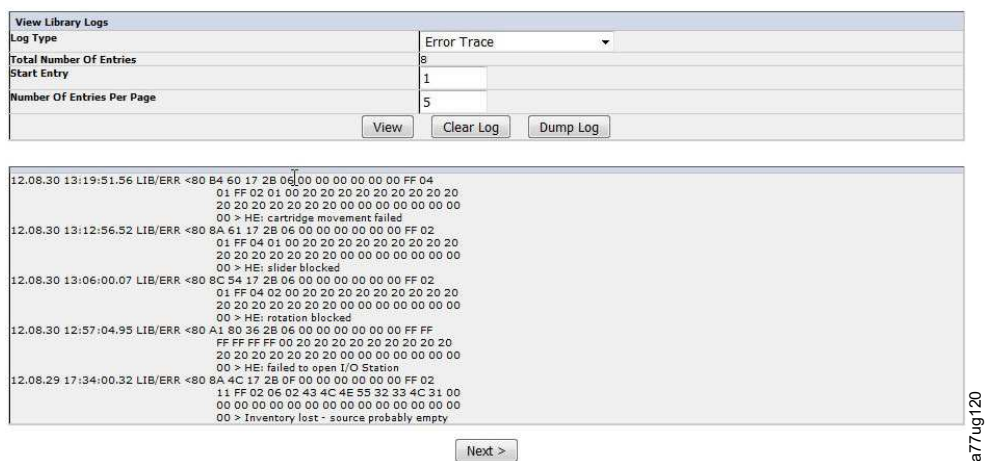 View Library Logs
Log Type Error Trace
Total Number Of Entries 8
Start Entry 1
Number Of Entries Per Page 5
View Clear Log Dump Log
12.08.30 13:19:51.56 LIB/ERR <80 B4 60 17 2B 06 00 00 00 00 00 00 FF 04
01 FF 02 01 00 20 20 20 20 20 20 20 20 20
20 20 20 20 20 20 20 00 00 00 00 00 00 00
00 > HE: cartridge movement failed
12.08.30 13:12:56.52 LIB/ERR <80 8A 61 17 2B 06 00 00 00 00 00 00 FF 02
01 FF 04 01 00 20 20 20 20 20 20 20 20 20
20 20 20 20 20 20 20 00 00 00 00 00 00 00
00 > HE: slider blocked
12.08.30 13:06:00.07 LIB/ERR <80 8C 54 17 2B 06 00 00 00 00 00 00 FF 02
01 FF 04 02 00 20 20 20 20 20 20 20 20 20
20 20 20 20 20 20 20 00 00 00 00 00 00 00
00 > HE: rotation blocked
12.08.30 12:57:04.95 LIB/ERR <80 A1 80 36 2B 06 00 00 00 00 00 00 FF FF
FF FF FF FF 00 20 20 20 20 20 20 20 20 20
20 20 20 20 20 20 20 00 00 00 00 00 00 00
00 > HE: failed to open I/O Station
12.08.29 17:34:00.32 LIB/ERR <80 8A 4C 17 2B 0F 00 00 00 00 00 00 FF 02
11 FF 02 06 02 43 4C 4E 55 32 33 4C 31 00
00 00 00 00 00 00 00 00 00 00 00 00 00 00
00 > Inventory lost - source probably empty
Next >
a77ug120